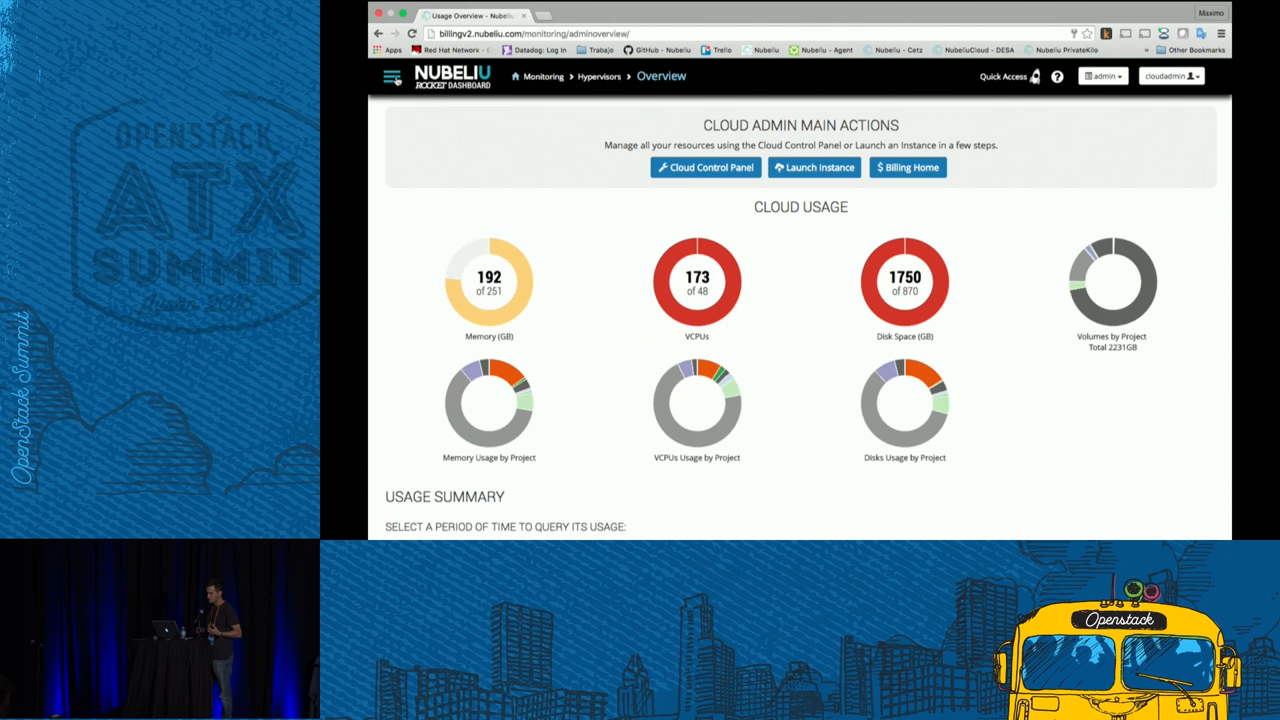 OPENSTACK
ATX
SUMMIT
Austin
OpenStack Summit
Usage Overview - Nubeliu
Maximo
billingv2.nubeliu.com/monitoring/adminoverview/
Apps
Red Hat Network - E
Datadog: Log In
Trabajo
GitHub - Nubeliu
Trello
Nubeliu
Nubeliu - Agent
Nubeliu - Cetz
NubeliuCloud - DESA
Nubeliu PrivateKilo
»
Other Bookmarks
NUBELIU
ROCKET DASHBOARD
Monitoring > Hypervisors > Overview
Quick Access
?
admin
cloudadmin
CLOUD ADMIN MAIN ACTIONS
Manage all your resources using the Cloud Control Panel or Launch an Instance in a few steps.
Cloud Control Panel
Launch Instance
$ Billing Home
CLOUD USAGE
192
of 251
Memory (GB)
173
of 48
VCPUs
1750
of 870
Disk Space (GB)
Volumes by Project
Total 2231GB
Memory Usage by Project
VCPUs Usage by Project
Disks Usage by Project
USAGE SUMMARY
SELECT A PERIOD OF TIME TO QUERY ITS USAGE:
Openstack